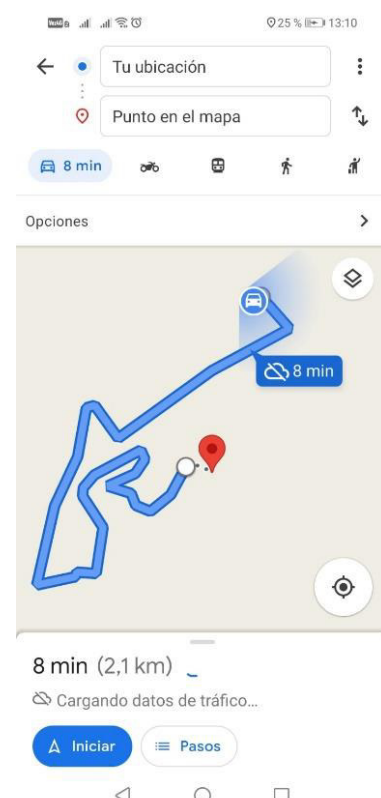 25 % 13:10
Tu ubicación
Punto en el mapa
8 min
Opciones
8 min
8 min (2,1 km)
Cargando datos de tráfico...
Iniciar
Pasos